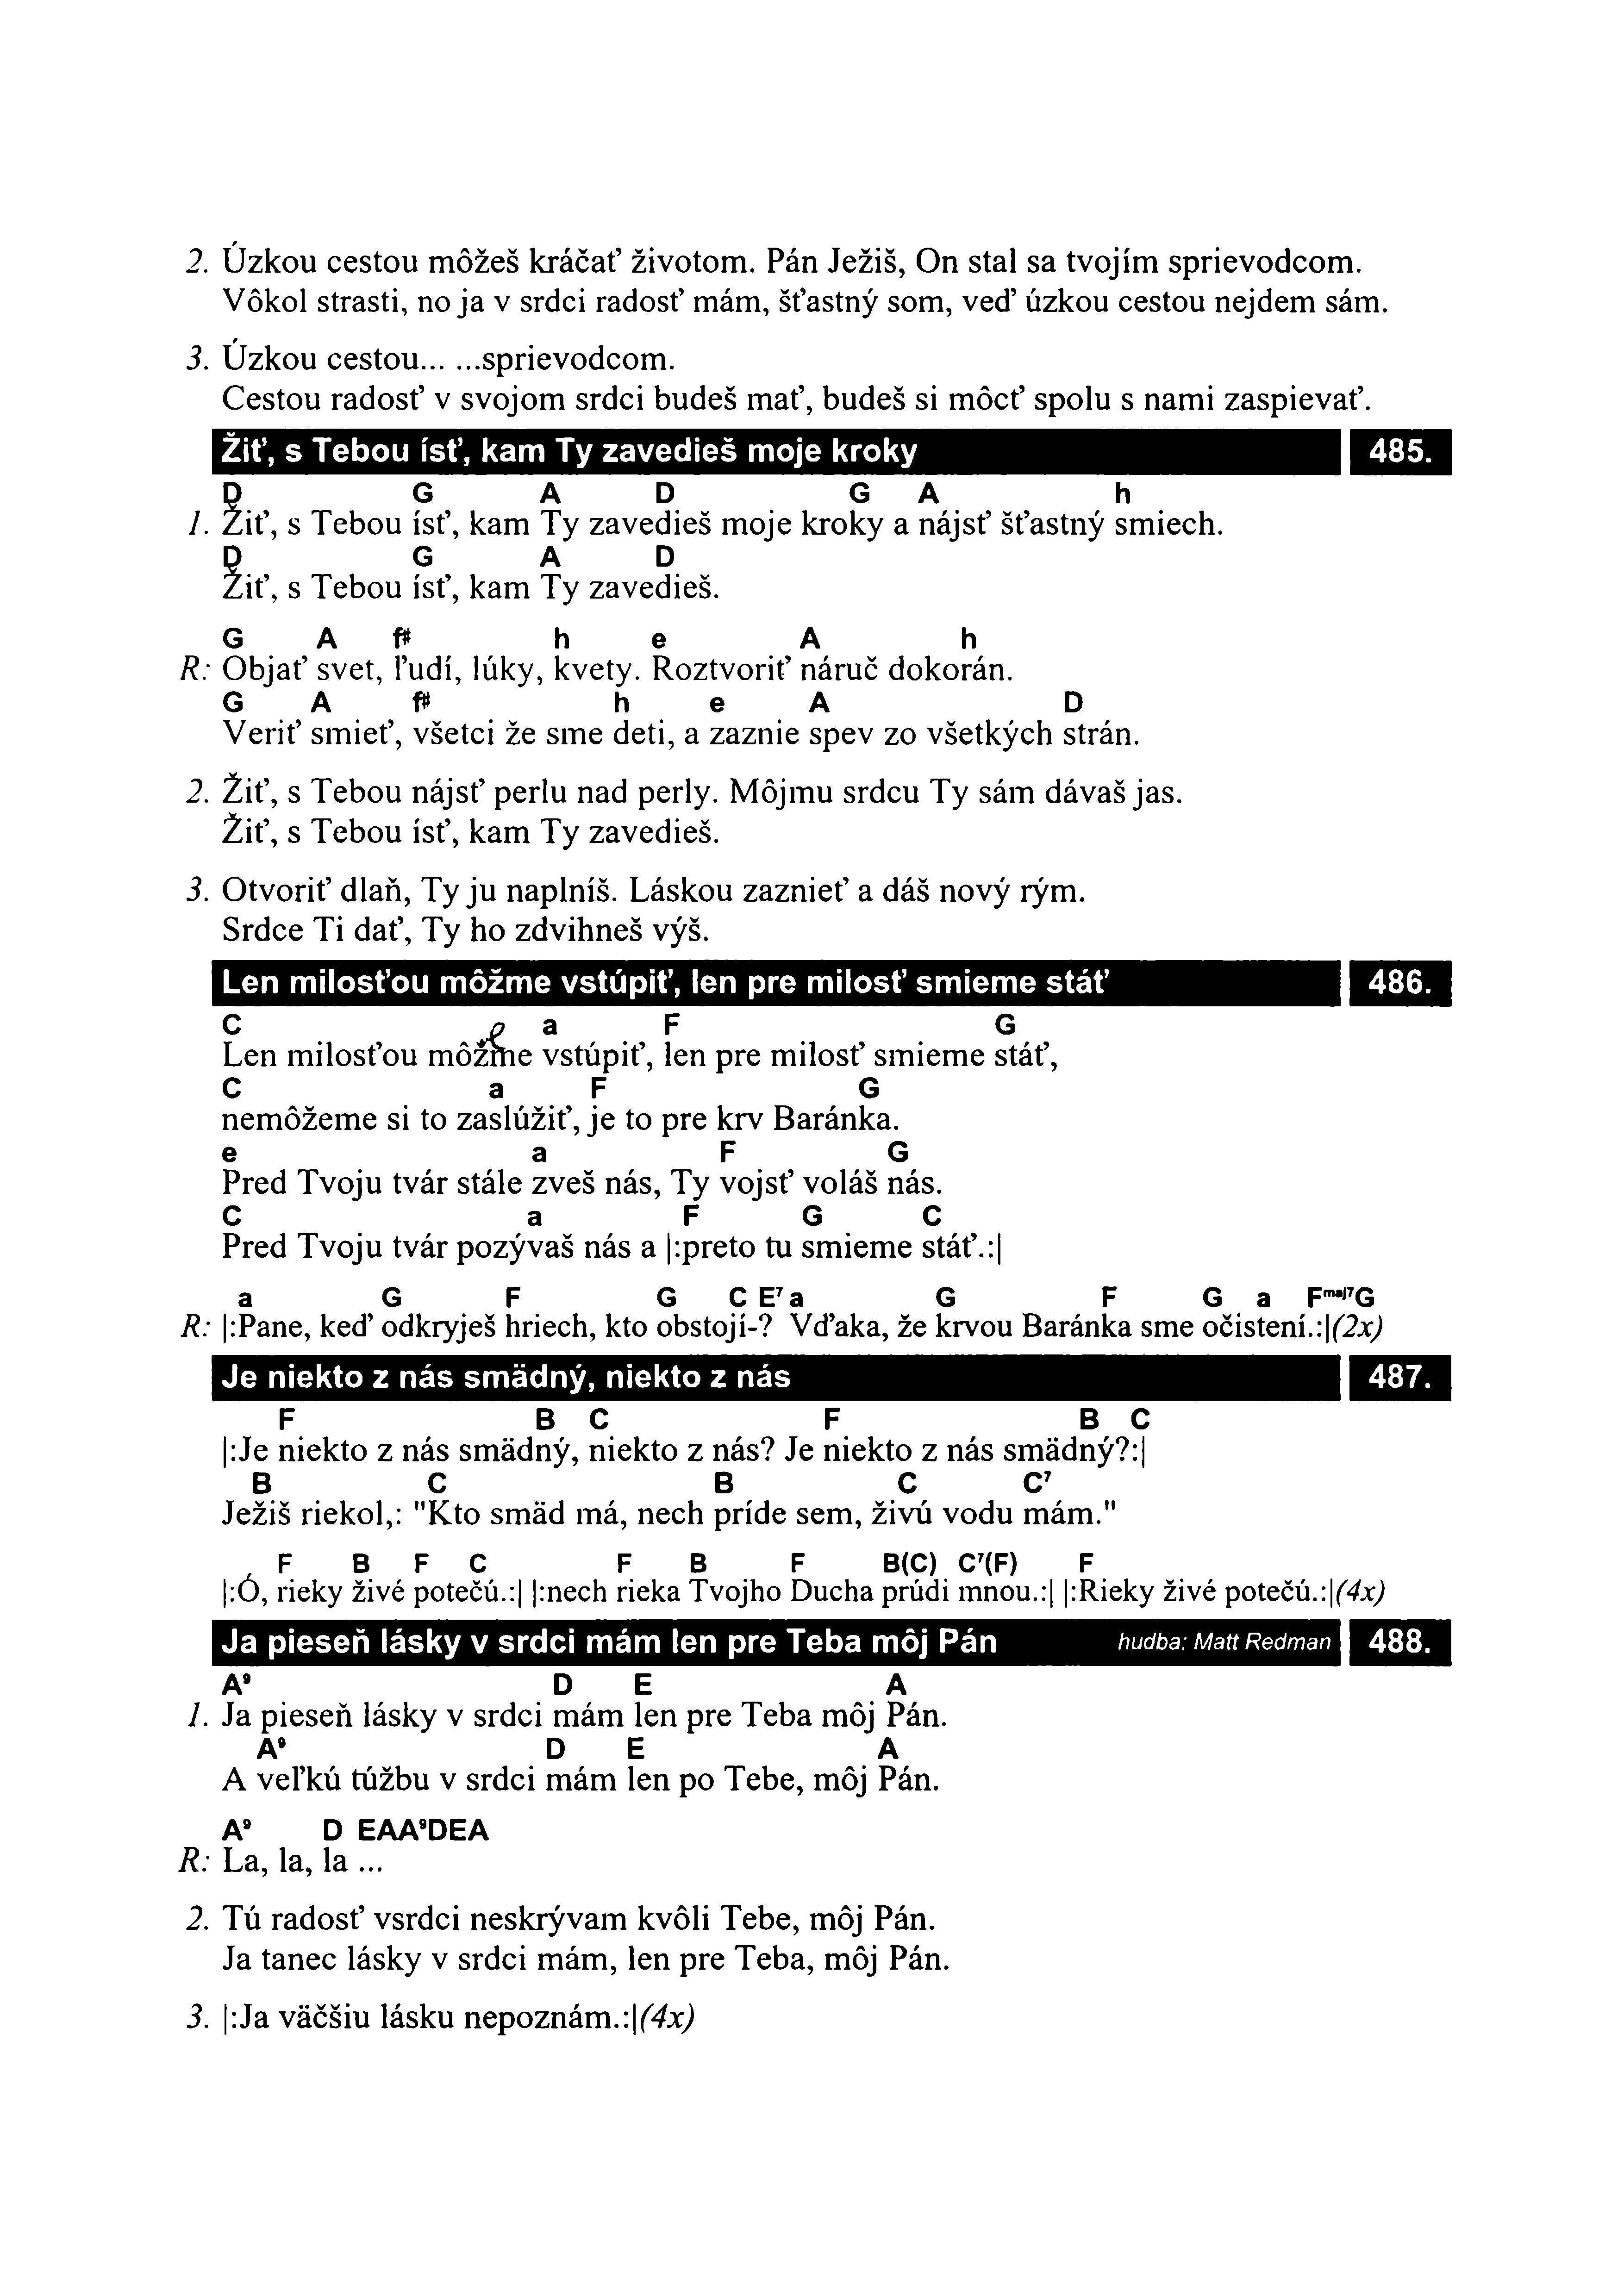 2. Úzkou cestou môžeš kráčať životom. Pán Ježiš, On stal sa tvojím sprievodcom.
Vôkol strasti, no ja v srdci radosť mám, šťastný som, veď úzkou cestou nejdem sám.
3. Úzkou cestou... ...sprievodcom.
Cestou radosť v svojom srdci budeš mať, budeš si môcť spolu s nami zaspievať.
Žiť, s Tebou ísť, kam Ty zavedieš moje kroky 485.
D G A D G A h
1. Žiť, s Tebou ísť, kam Ty zavedieš moje kroky a nájsť šťastný smiech.
D G A D
Žiť, s Tebou ísť, kam Ty zavedieš.
G A f# h e A h
R: Objať svet, ľudí, lúky, kvety. Roztvoriť náruč dokorán.
G A f# h e A D
Veriť smieť, všetci že sme deti, a zaznie spev zo všetkých strán.
2. Žiť, s Tebou nájsť perlu nad perly. Môjmu srdcu Ty sám dávaš jas.
Žiť, s Tebou ísť, kam Ty zavedieš.
3. Otvoriť dlaň, Ty ju naplníš. Láskou zaznieť a dáš nový rým.
Srdce Ti dať, Ty ho zdvihneš výš.
Len milosťou môžme vstúpiť, len pre milosť smieme stáť 486.
C e a F G
Len milosťou môžme vstúpiť, len pre milosť smieme stáť,
C a F G
nemôžeme si to zaslúžiť, je to pre krv Baránka.
e a F G
Pred Tvoju tvár stále zveš nás, Ty vojsť voláš nás.
C a F G C
Pred Tvoju tvár pozývaš nás a |:preto tu smieme stáť.:|
a G F G C E⁷ a G F G a Fᵐᵃʲ⁷G
R: |:Pane, keď odkryješ hriech, kto obstojí-? Vďaka, že krvou Baránka sme očistení.:|(2x)
Je niekto z nás smädný, niekto z nás 487.
F B C F B C
|:Je niekto z nás smädný, niekto z nás? Je niekto z nás smädný?:|
B C B C C⁷
Ježiš riekol,: "Kto smäd má, nech príde sem, živú vodu mám."
F B F C F B F B(C) C⁷(F) F
|:Ó, rieky živé potečú.:| |:nech rieka Tvojho Ducha prúdi mnou.:| |:Rieky živé potečú.:|(4x)
Ja pieseň lásky v srdci mám len pre Teba môj Pán hudba: Matt Redman 488.
A⁹ D E A
1. Ja pieseň lásky v srdci mám len pre Teba môj Pán.
A⁹ D E A
A veľkú túžbu v srdci mám len po Tebe, môj Pán.
A⁹ D EAA⁹DEA
R: La, la, la ...
2. Tú radosť vsrdci neskrývam kvôli Tebe, môj Pán.
Ja tanec lásky v srdci mám, len pre Teba, môj Pán.
3. |:Ja väčšiu lásku nepoznám.:|(4x)